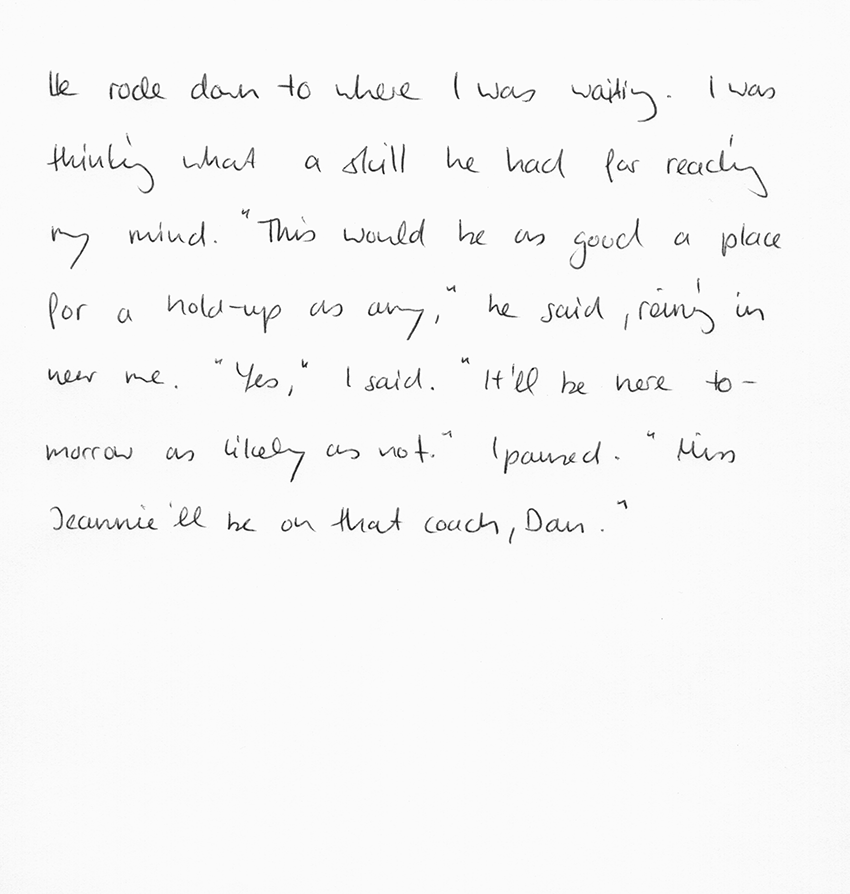 He rode down to where I was waiting. I was
thinking what a skill he had for reading
my mind. "This would be as good a place
for a hold-up as any," he said, reining in
near me. "Yes," I said. "It'll be here to-
morrow as likely as not." I paused. "Miss
Jeannie'll be on that coach, Dan."